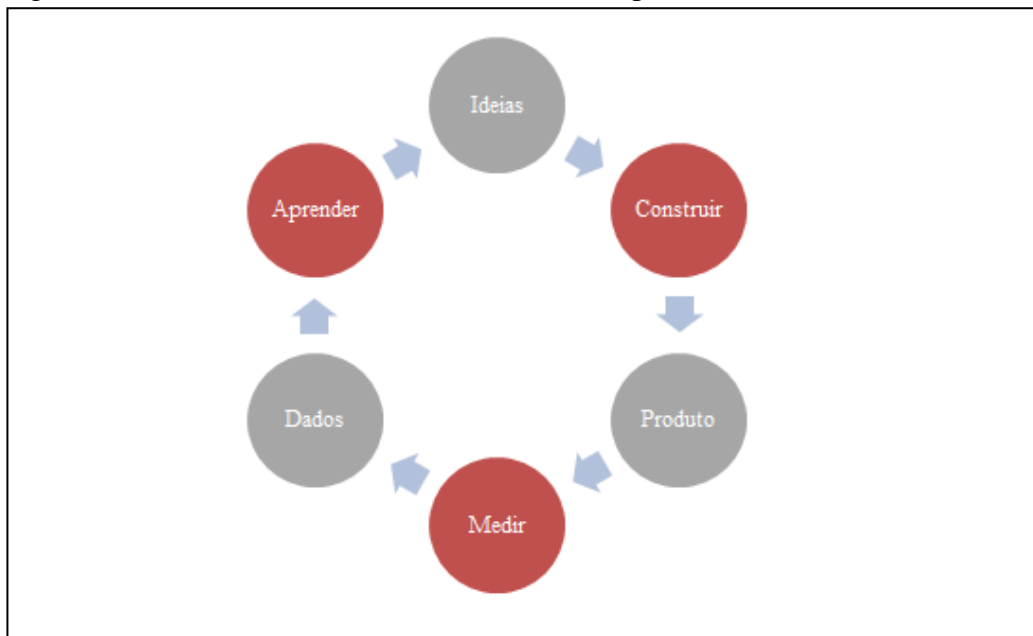 Ideias
Construir
Produto
Medir
Dados
Aprender